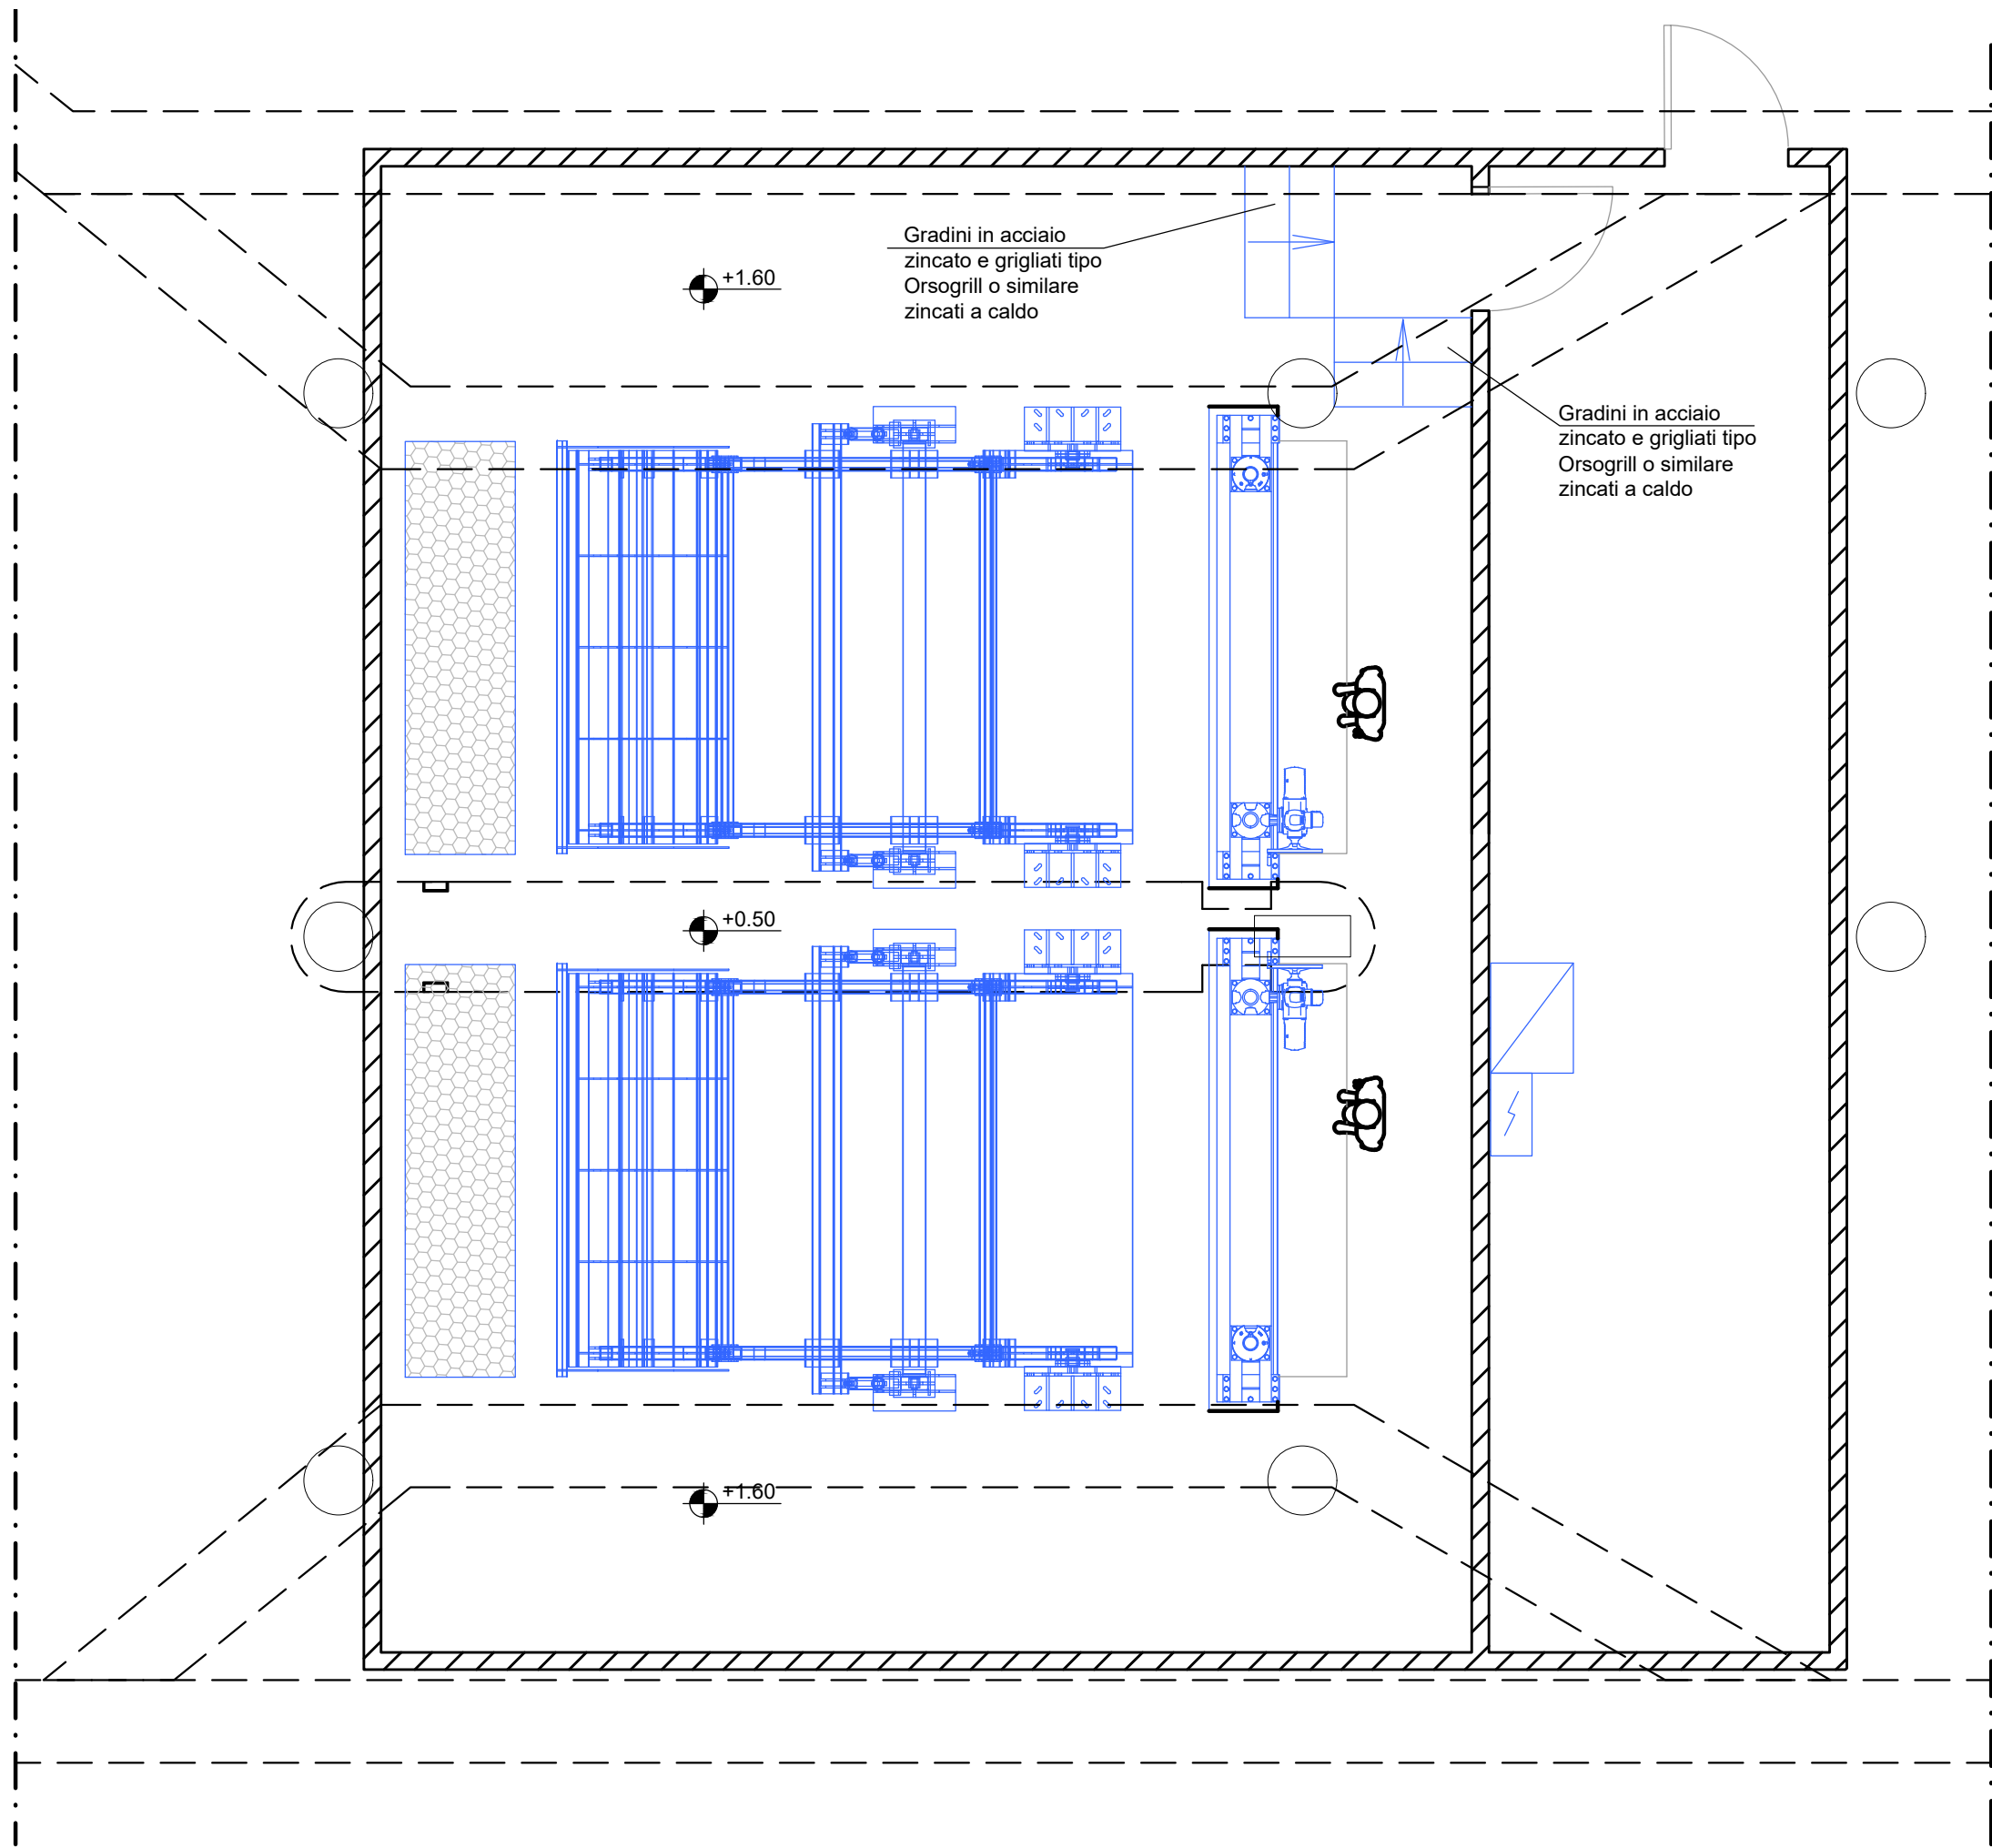 Gradini in acciaio
zincato e grigliati tipo
Orsogrill o similare
zincati a caldo
+1.60
Gradini in acciaio
zincato e grigliati tipo
Orsogrill o similare
zincati a caldo
+0.50
+1.60